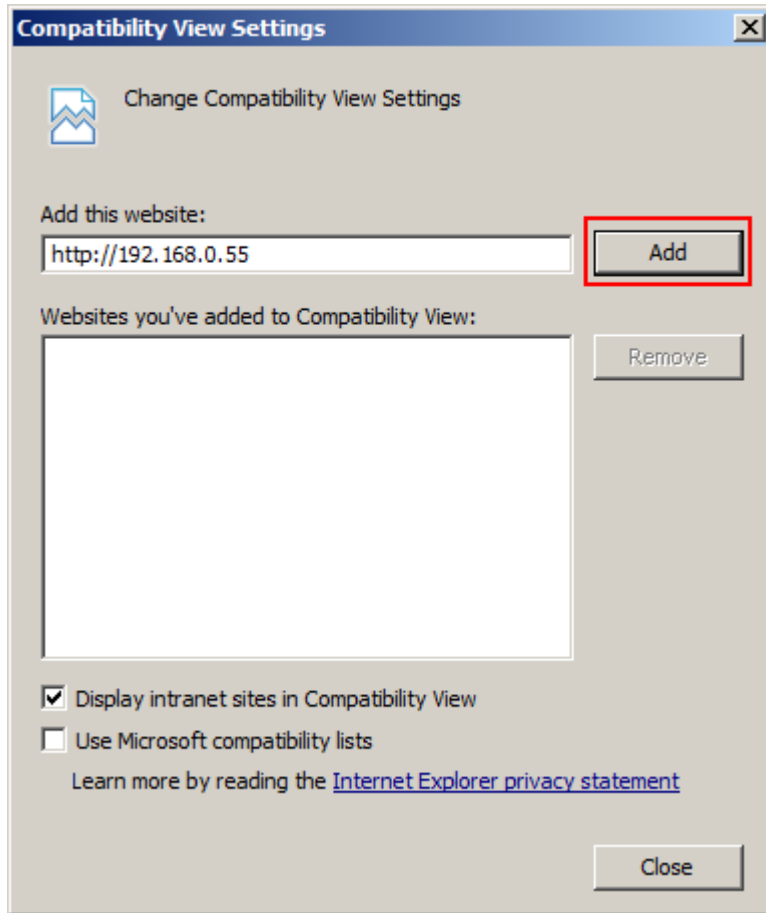 Compatibility View Settings
Change Compatibility View Settings
Add this website:
http://192.168.0.55
Add
Websites you've added to Compatibility View:
Remove
Display intranet sites in Compatibility View
Use Microsoft compatibility lists
Learn more by reading the Internet Explorer privacy statement
Close